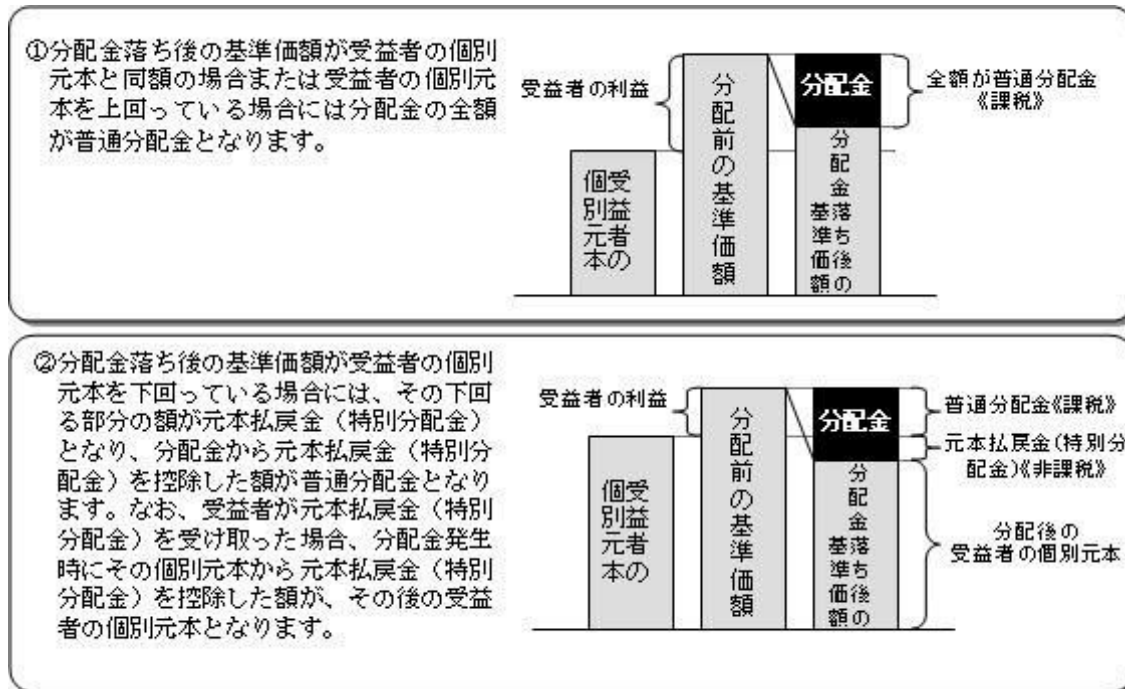 ①分配金落ち後の基準価額が受益者の個別
元本と同額の場合または受益者の個別元
本を上回っている場合には分配金の全額
が普通分配金となります。
受益者の利益
受益者の
個別元本
分配前の基準価額
分配金
分配金落ち後の
基準価額
全額が普通分配金
《課税》
②分配金落ち後の基準価額が受益者の個別
元本を下回っている場合には、その下回
る部分の額が元本払戻金（特別分配金）
となり、分配金から元本払戻金（特別分
配金）を控除した額が普通分配金となり
ます。なお、受益者が元本払戻金（特別
分配金）を受け取った場合、分配金発生
時にその個別元本から元本払戻金（特別
分配金）を控除した額が、その後の受益
者の個別元本となります。
受益者の利益
受益者の
個別元本
分配前の基準価額
分配金
分配金落ち後の
基準価額
普通分配金《課税》
元本払戻金（特別分
配金）《非課税》
分配後の
受益者の個別元本